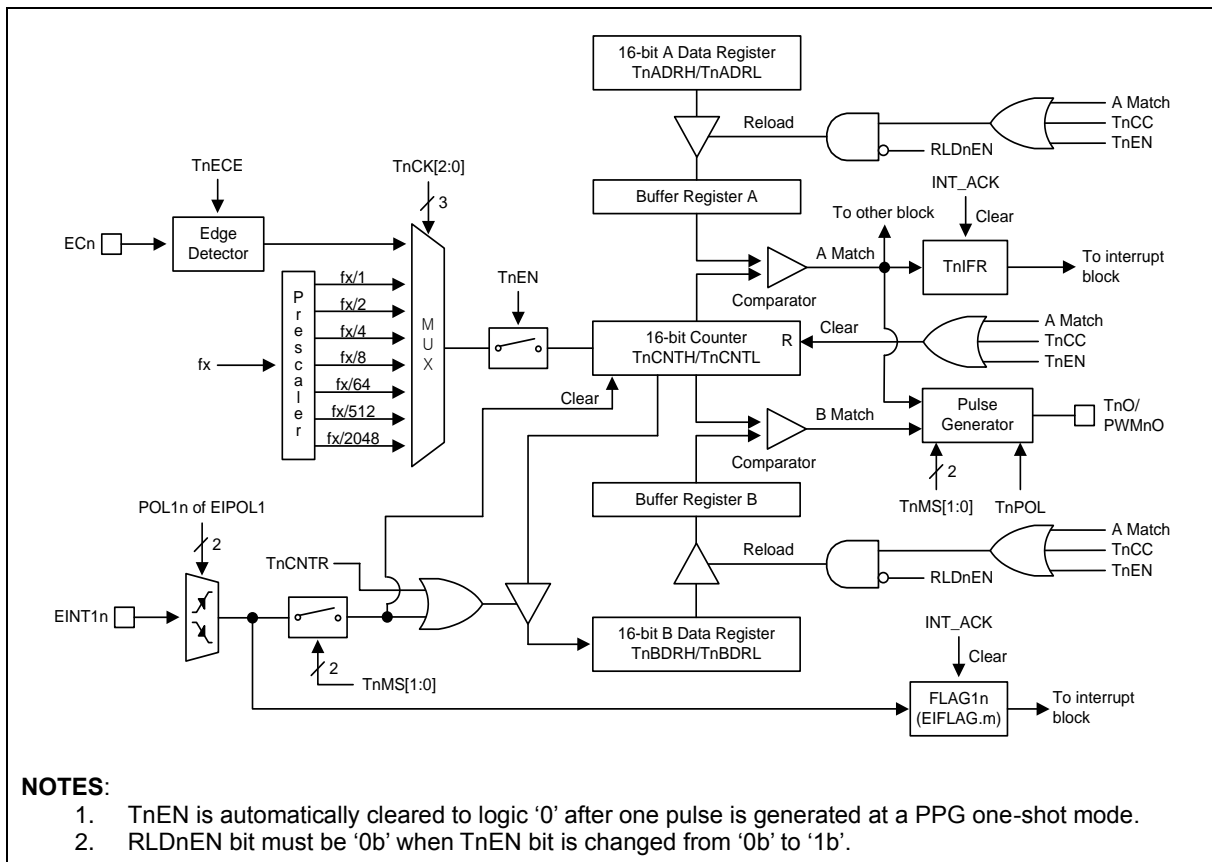 16-bit A Data Register
TnADRH/TnADRL
Reload
RLDnEN
A Match
TnCC
TnEN
TnECE
TnCK[2:0]
3
Buffer Register A
INT_ACK
Clear
To other block
ECn
Edge
Detector
A Match
TnIFR
To interrupt
block
Prescaler
fx/1
fx/2
fx/4
fx/8
fx/64
fx/512
fx/2048
fx
MUX
TnEN
Comparator
16-bit Counter
TnCNTH/TnCNTL
R
Clear
A Match
TnCC
TnEN
Clear
B Match
Comparator
Pulse
Generator
TnO/
PWMnO
2
TnMS[1:0]
TnPOL
Buffer Register B
POL1n of EIPOL1
2
TnCNTR
Reload
RLDnEN
A Match
TnCC
TnEN
EINT1n
2
TnMS[1:0]
16-bit B Data Register
TnBDRH/TnBDRL
INT_ACK
Clear
FLAG1n
(EIFLAG.m)
To interrupt
block
NOTES:
1. TnEN is automatically cleared to logic ‘0’ after one pulse is generated at a PPG one-shot mode.
2. RLDnEN bit must be ‘0b’ when TnEN bit is changed from ‘0b’ to ‘1b’.